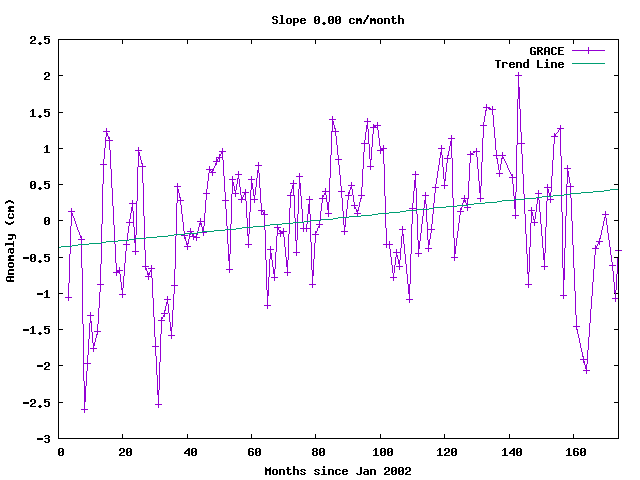 Slope 0.00 cm/month
2.5
2
1.5
1
0.5
0
-0.5
-1
-1.5
-2
-2.5
-3
Anomaly (cm)
GRACE
Trend Line
0 20 40 60 80 100 120 140 160
Months since Jan 2002